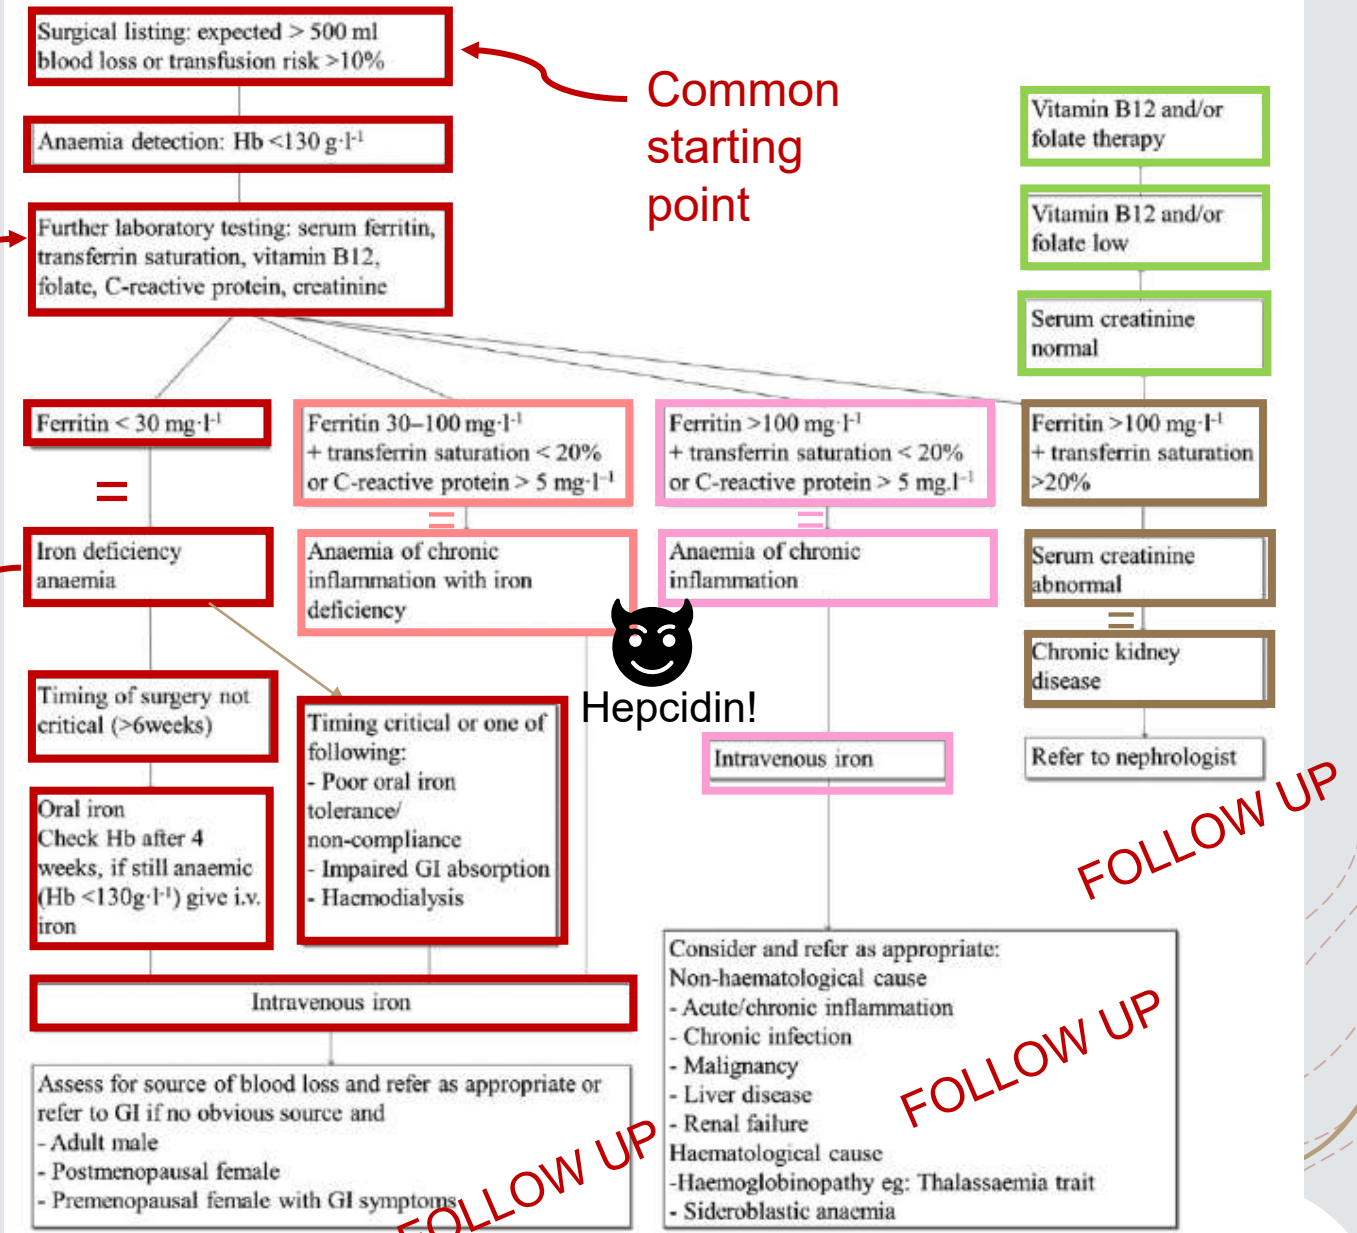 Surgical listing: expected > 500 ml
blood loss or transfusion risk >10%
Common
starting
point
Anaemia detection: Hb <130 g·l⁻¹
Further laboratory testing: serum ferritin,
transferrin saturation, vitamin B12,
folate, C-reactive protein, creatinine
Vitamin B12 and/or
folate therapy
Vitamin B12 and/or
folate low
Serum creatinine
normal
Ferritin < 30 mg·l⁻¹
=
Iron deficiency
anaemia
Timing of surgery not
critical (>6weeks)
Oral iron
Check Hb after 4
weeks, if still anaemic
(Hb <130g·l⁻¹) give i.v.
iron
Timing critical or one of
following:
- Poor oral iron
tolerance/
non-compliance
- Impaired GI absorption
- Haemodialysis
Ferritin 30–100 mg·l⁻¹
+ transferrin saturation < 20%
or C-reactive protein > 5 mg·l⁻¹
=
Anaemia of chronic
inflammation with iron
deficiency
Intravenous iron
Assess for source of blood loss and refer as appropriate or
refer to GI if no obvious source and
- Adult male
- Postmenopausal female
- Premenopausal female with GI symptoms
FOLLOW UP
Ferritin >100 mg·l⁻¹
+ transferrin saturation < 20%
or C-reactive protein > 5 mg.l⁻¹
=
Anaemia of chronic
inflammation
Hepcidin!
Intravenous iron
Consider and refer as appropriate:
Non-haematological cause
- Acute/chronic inflammation
- Chronic infection
- Malignancy
- Liver disease
- Renal failure
Haematological cause
-Haemoglobinopathy eg: Thalassaemia trait
- Sideroblastic anaemia
FOLLOW UP
Ferritin >100 mg·l⁻¹
+ transferrin saturation
>20%
Serum creatinine
abnormal
=
Chronic kidney
disease
Refer to nephrologist
FOLLOW UP